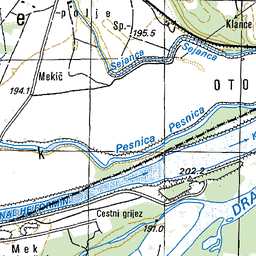 polje
Sp.
195.5
Klance
Sejanca
Sejanca
Mekič
194.1
OTO
Pesnica
Pesnica
K
202.2
DRA
Cestni grijez
191.0
Mek